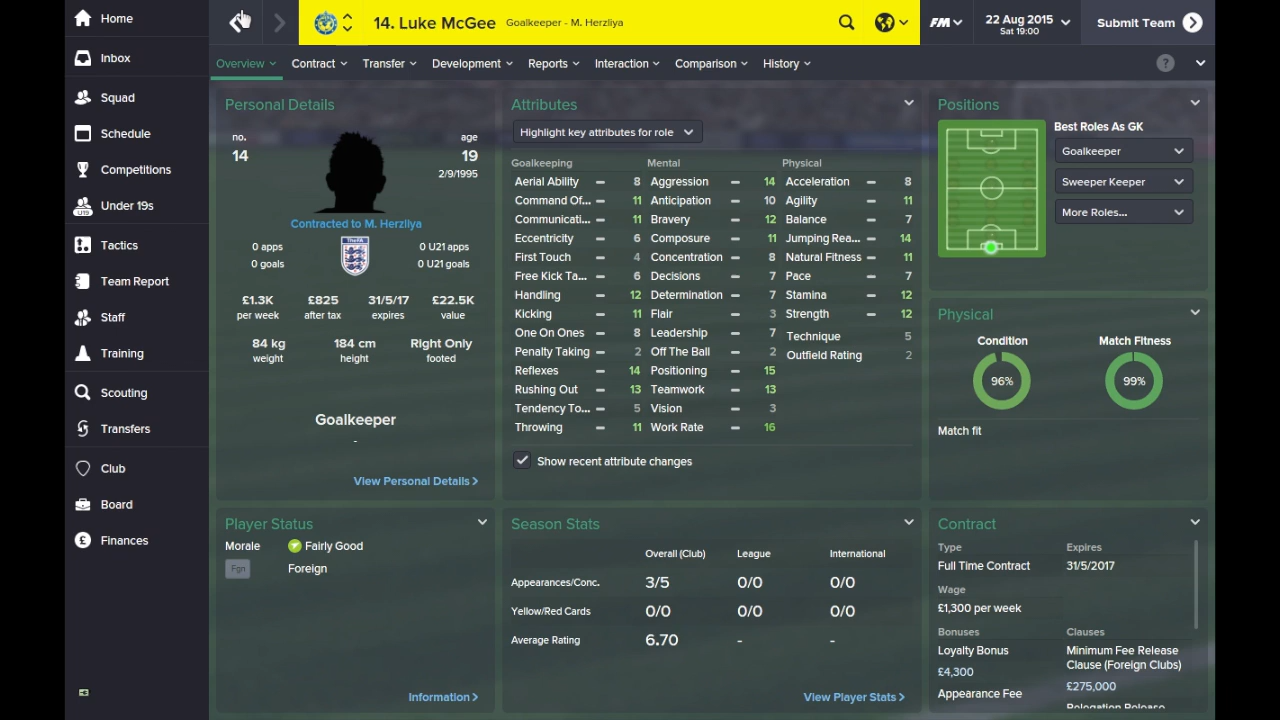 Home
Inbox
Squad
Schedule
Competitions
U19
Under 19s
Tactics
Team Report
Staff
Training
Scouting
Transfers
Club
Board
£
Finances
14. Luke McGee Goalkeeper - M. Herzliya
FM
22 Aug 2015
Sat 19:00
Submit Team
Overview Contract Transfer Development Reports Interaction Comparison History ?
Personal Details
no.
14
age
19
2/9/1995
Contracted to M. Herzliya
0 apps
0 goals
TheFA
0 U21 apps
0 U21 goals
£1.3K £825 31/5/17 £22.5K
per week after tax expires value
84 kg 184 cm Right Only
weight height footed
Goalkeeper
-
View Personal Details
Attributes
Highlight key attributes for role
Goalkeeping Mental Physical
Aerial Ability 8 Aggression 14 Acceleration 8
Command Of... 11 Anticipation 10 Agility 11
Communicati... 11 Bravery 12 Balance 7
Eccentricity 6 Composure 11 Jumping Rea... 14
First Touch 4 Concentration 8 Natural Fitness 11
Free Kick Ta... 6 Decisions 7 Pace 7
Handling 12 Determination 7 Stamina 12
Kicking 11 Flair 3 Strength 12
One On Ones 8 Leadership 7 Technique 5
Penalty Taking 2 Off The Ball 2 Outfield Rating 2
Reflexes 14 Positioning 15
Rushing Out 13 Teamwork 13
Tendency To... 5 Vision 3
Throwing 11 Work Rate 16
Show recent attribute changes
Positions
Best Roles As GK
Goalkeeper
Sweeper Keeper
More Roles...
Physical
Condition Match Fitness
96% 99%
Match fit
Player Status
Morale Fairly Good
Fgn Foreign
Information
Season Stats
Overall (Club) League International
Appearances/Conc. 3/5 0/0 0/0
Yellow/Red Cards 0/0 0/0 0/0
Average Rating 6.70 - -
View Player Stats
Contract
Type Expires
Full Time Contract 31/5/2017
Wage
£1,300 per week
Bonuses Clauses
Loyalty Bonus Minimum Fee Release
Clause (Foreign Clubs)
£4,300 £275,000
Appearance Fee Relegation Release